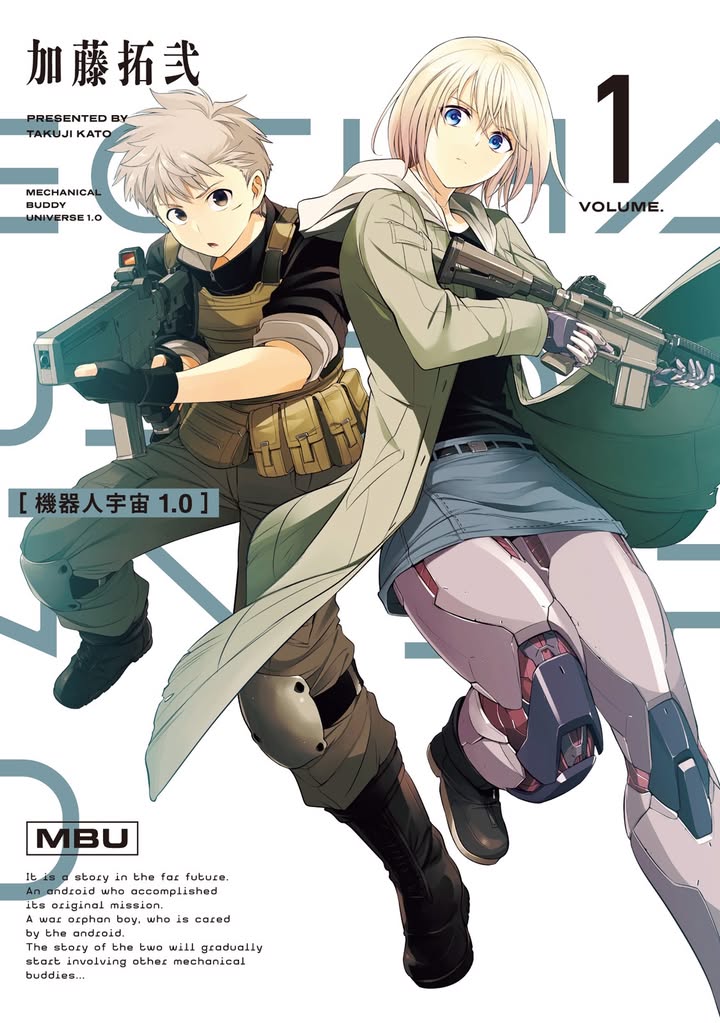 加藤拓弐
PRESENTED BY
TAKUJI KATO
MECHANICAL
BUDDY
UNIVERSE 1.0
1
VOLUME.
[ 機器人宇宙 1.0 ]
MBU
It is a story in the far future.
An android who accomplished
its original mission.
A war orphan boy, who is cared
by the android.
The story of the two will gradually
start involving other mechanical
buddies...